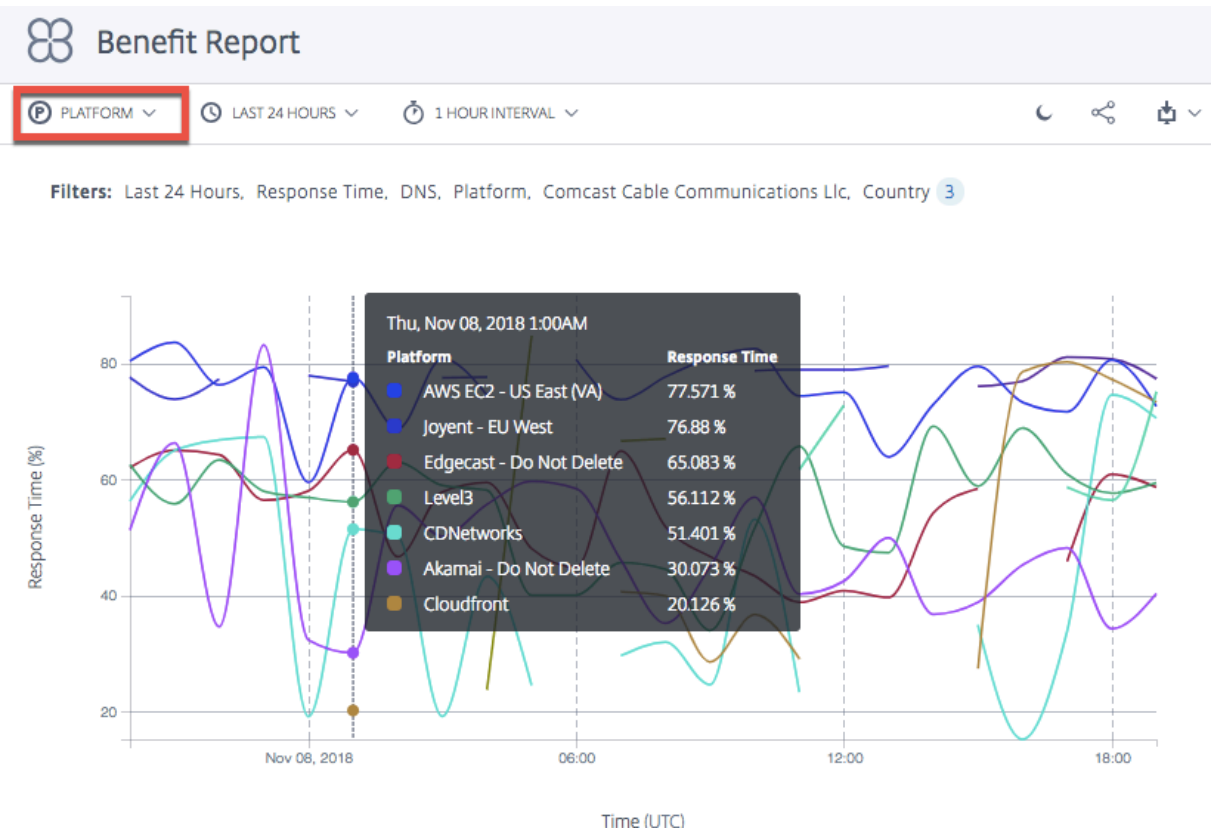 Benefit Report
PLATFORM LAST 24 HOURS 1 HOUR INTERVAL
Filters: Last 24 Hours, Response Time, DNS, Platform, Comcast Cable Communications Llc, Country 3
Thu, Nov 08, 2018 1:00AM
Platform Response Time
AWS EC2 - US East (VA) 77.571 %
Joyent - EU West 76.88 %
Edgecast - Do Not Delete 65.083 %
Level3 56.112 %
CDNetworks 51.401 %
Akamai - Do Not Delete 30.073 %
Cloudfront 20.126 %
Response Time (%)
80
60
40
20
Nov 08, 2018 06:00 12:00 18:00
Time (UTC)